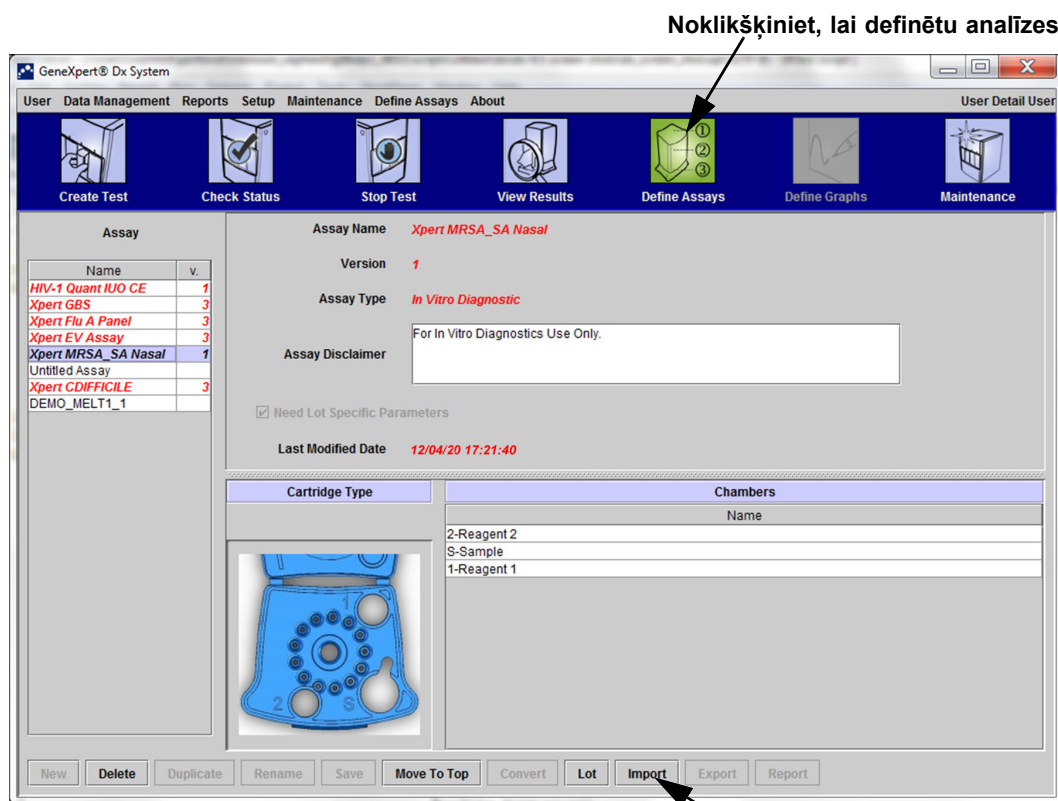 Noklikšķiniet, lai definētu analīzes
GeneXpert® Dx System
User Data Management Reports Setup Maintenance Define Assays About User Detail User
Create Test Check Status Stop Test View Results Define Assays Define Graphs Maintenance
1
2
3
Assay
Name v.
HIV-1 Quant IUO CE 1
Xpert GBS 3
Xpert Flu A Panel 3
Xpert EV Assay 3
Xpert MRSA_SA Nasal 1
Untitled Assay
Xpert CDIFFICILE 3
DEMO_MELT1_1
Assay Name Xpert MRSA_SA Nasal
Version 1
Assay Type In Vitro Diagnostic
Assay Disclaimer For In Vitro Diagnostics Use Only.
Need Lot Specific Parameters
Last Modified Date 12/04/20 17:21:40
Cartridge Type
1
2 S
Chambers
Name
2-Reagent 2
S-Sample
1-Reagent 1
New Delete Duplicate Rename Save Move To Top Convert Lot Import Export Report